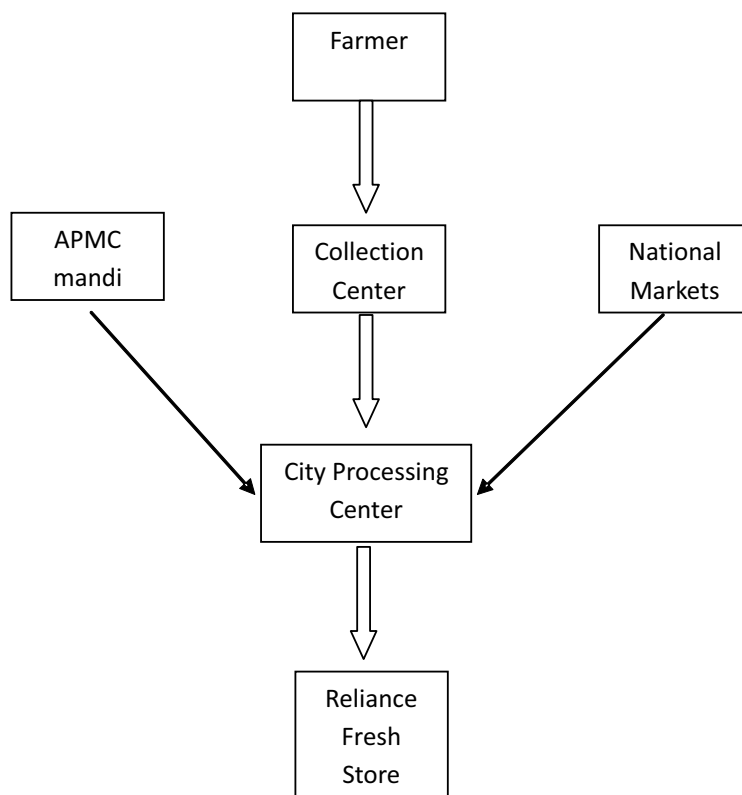 Farmer
APMC
mandi
Collection
Center
National
Markets
City Processing
Center
Reliance
Fresh
Store